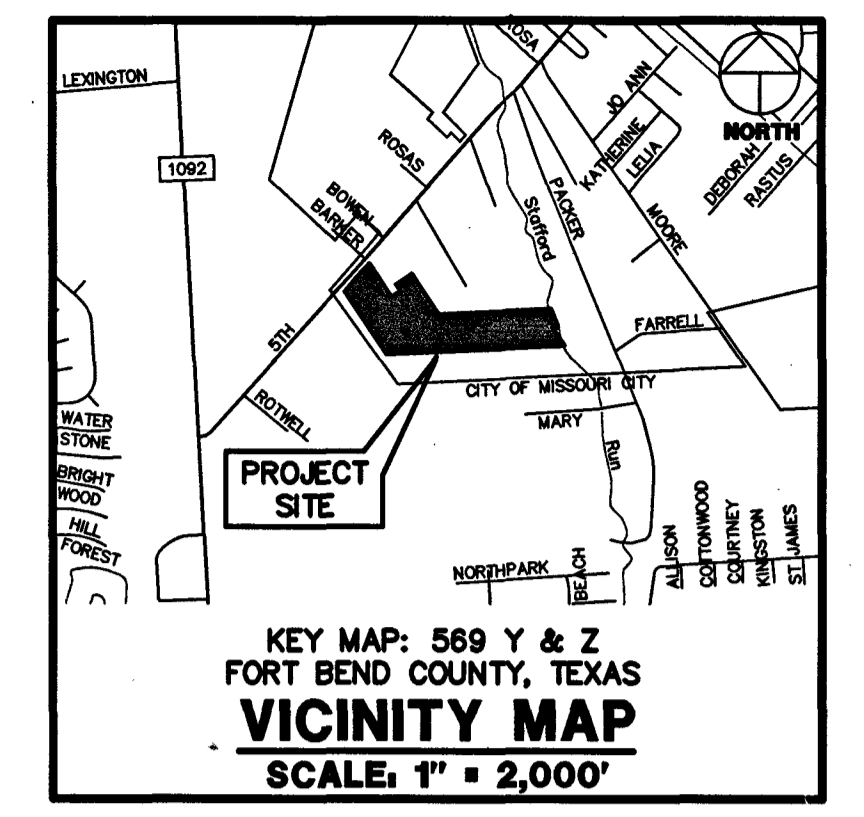 ROSA
LEXINGTON
JO ANN
NORTH
1092
ROSAS
KATHERINE
LELIA
DEBORAH
RASTUS
BOWEN
BARKER
Stafford
PACKER
MOORE
5TH
FARRELL
CITY OF MISSOURI CITY
ROTWELL
MARY
WATER
STONE
Run
BRIGHT
WOOD
PROJECT
SITE
HILL
FOREST
NORTHPARK
BEACH
ALLISON
COTTONWOOD
COURTNEY
KINGSTON
ST JAMES
KEY MAP: 569 Y & Z
FORT BEND COUNTY, TEXAS
VICINITY MAP
SCALE: 1" = 2,000'